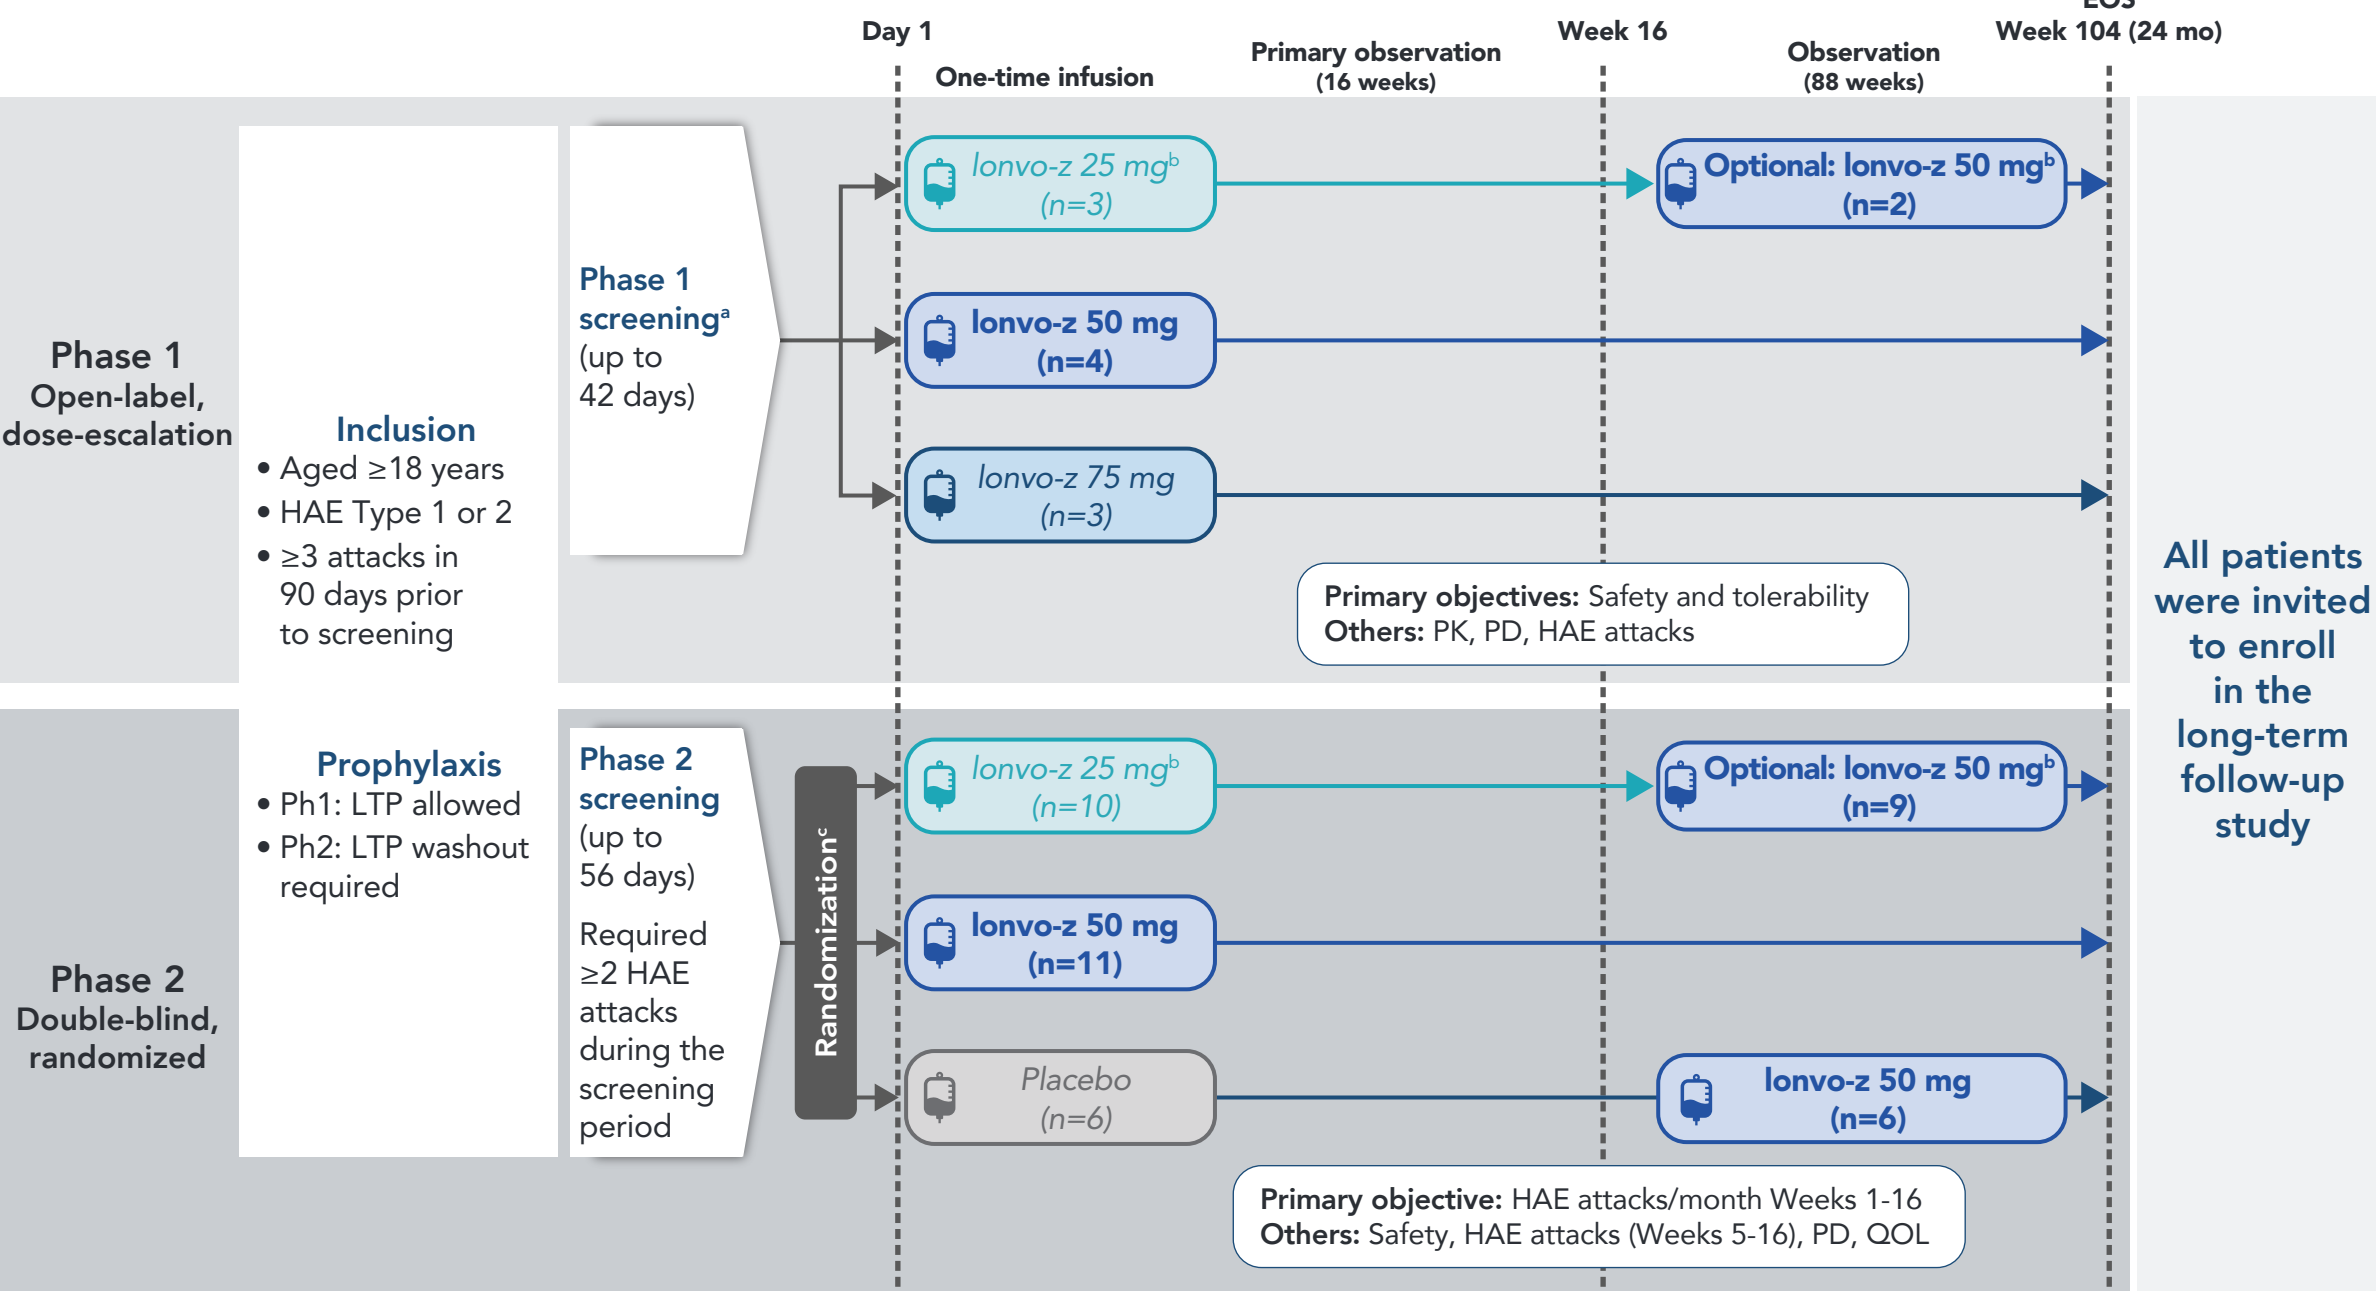 EOS
Day 1
Week 16
Week 104 (24 mo)
One-time infusion
Primary observation
(16 weeks)
Observation
(88 weeks)
Phase 1
Open-label,
dose-escalation
Inclusion
• Aged ≥18 years
• HAE Type 1 or 2
• ≥3 attacks in
90 days prior
to screening
Phase 1
screeningᵃ
(up to
42 days)
lonvo-z 25 mgᵇ
(n=3)
Optional: lonvo-z 50 mgᵇ
(n=2)
lonvo-z 50 mg
(n=4)
lonvo-z 75 mg
(n=3)
Primary objectives: Safety and tolerability
Others: PK, PD, HAE attacks
Phase 2
Double-blind,
randomized
Prophylaxis
• Ph1: LTP allowed
• Ph2: LTP washout
required
Phase 2
screening
(up to
56 days)
Required
≥2 HAE
attacks
during the
screening
period
Randomizationᶜ
lonvo-z 25 mgᵇ
(n=10)
Optional: lonvo-z 50 mgᵇ
(n=9)
lonvo-z 50 mg
(n=11)
Placebo
(n=6)
lonvo-z 50 mg
(n=6)
Primary objective: HAE attacks/month Weeks 1-16
Others: Safety, HAE attacks (Weeks 5-16), PD, QOL
All patients
were invited
to enroll
in the
long-term
follow-up
study